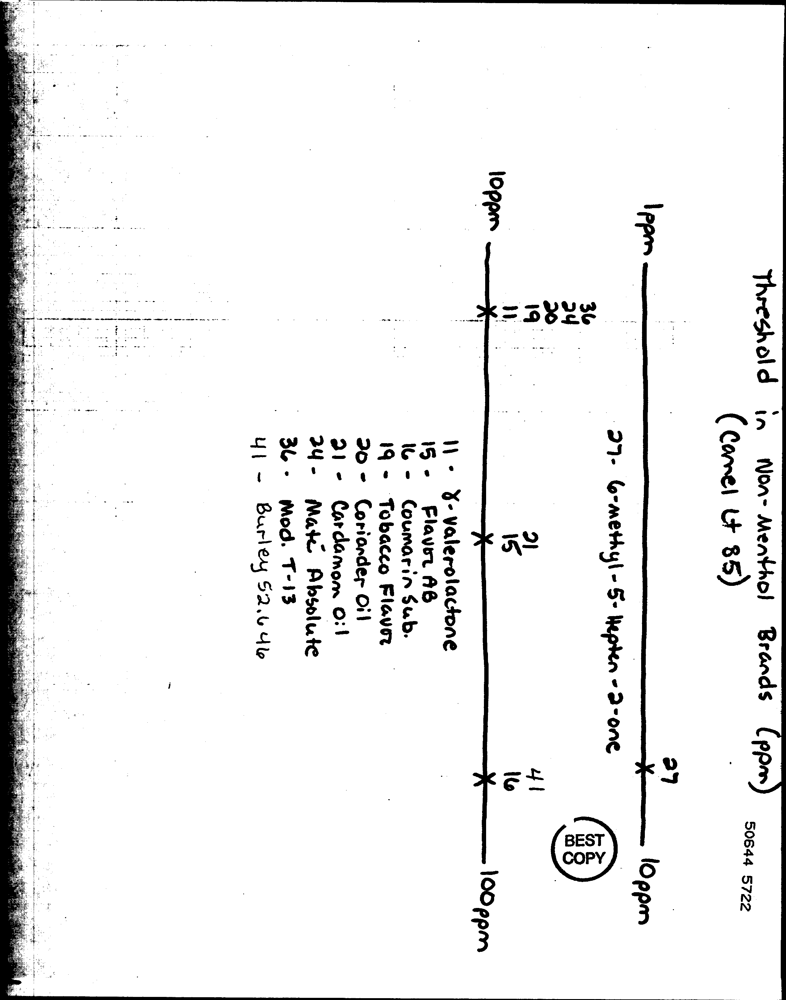 Threshold in Non-Menthol Brands (ppm)
(Camel Lt 85)
50644 5722
27
1ppm
10ppm
27- 6-methyl-5-Hepten-2-one
BEST
COPY
36
24
20
19
11
21
15
41
16
10ppm
100ppm
11 - γ-valerolactone
15 - Flavor AB
16 - Coumarin Sub.
19 - Tobacco Flavor
20 - Coriander Oil
21 - Cardamom Oil
24 - Maté Absolute
36 - Mod. T-13
41 - Burley 52.646